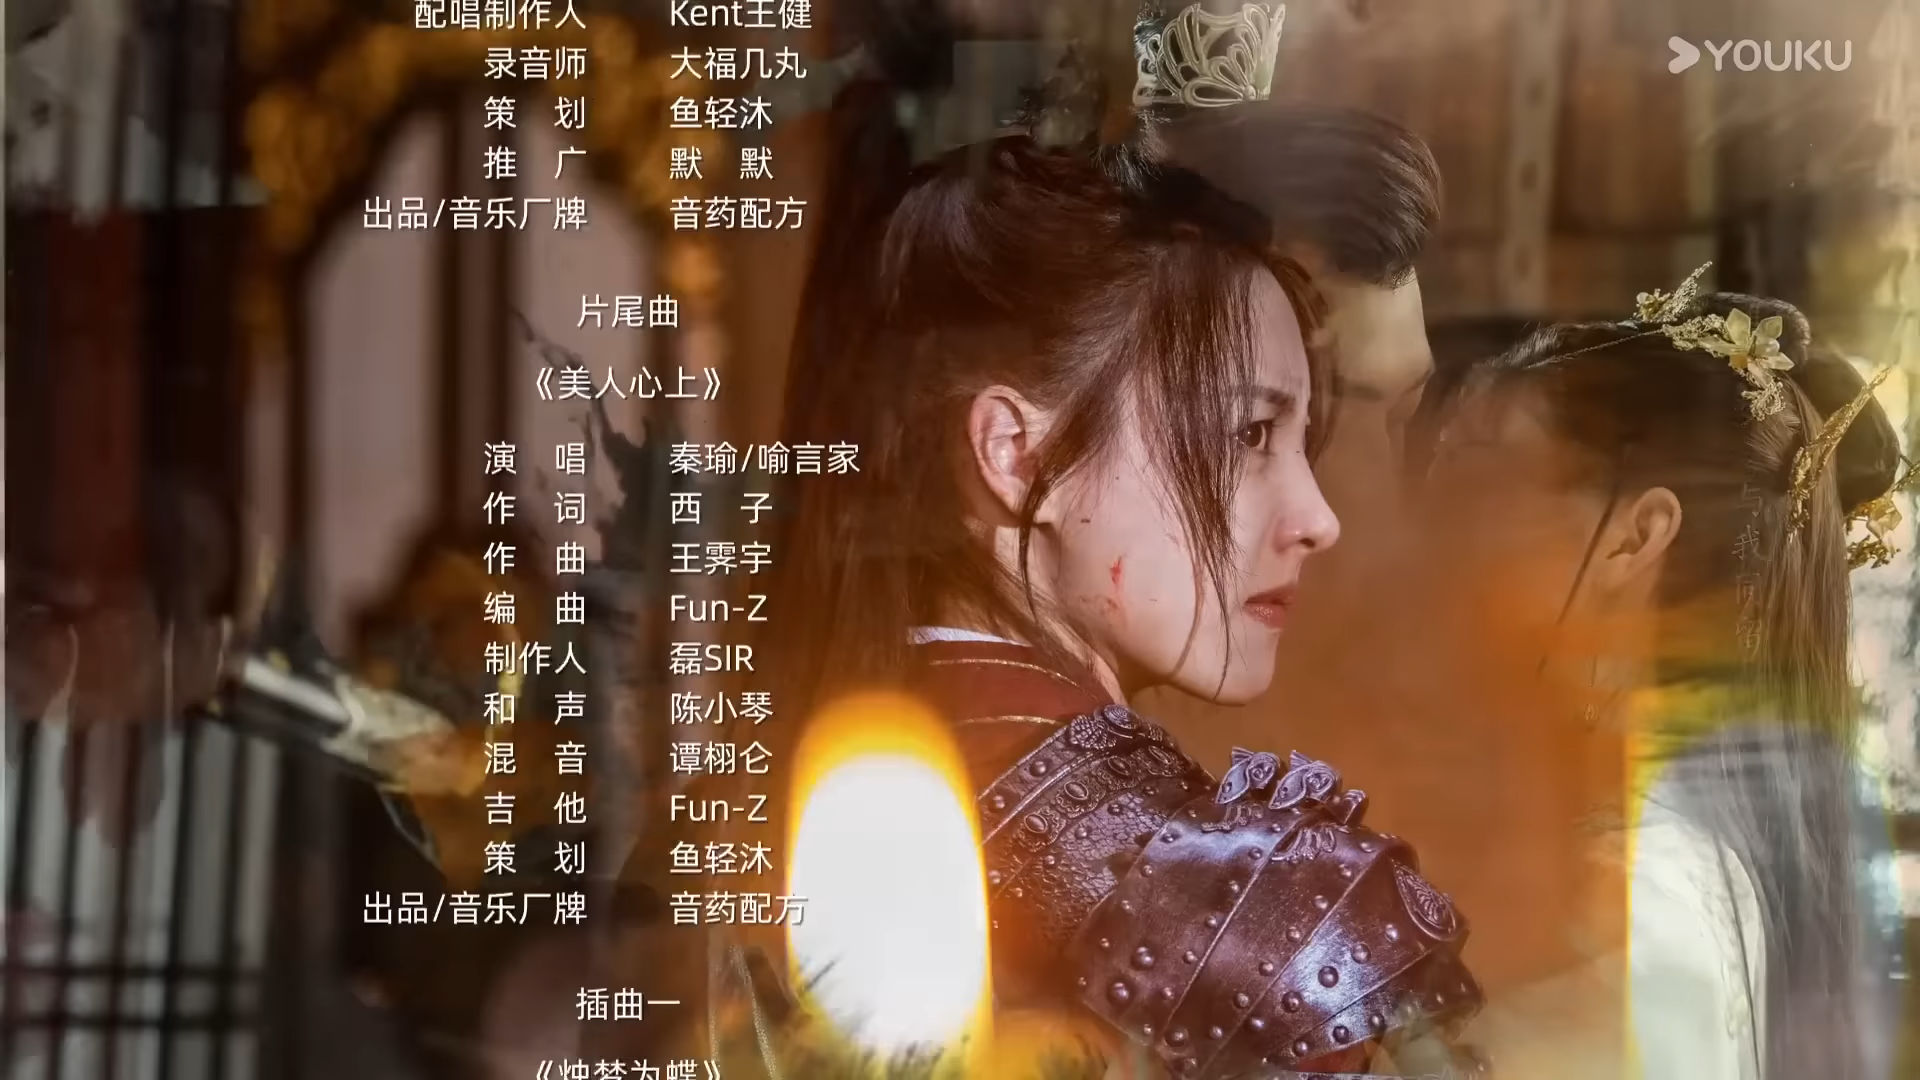 配唱制作人 Kent王健
YOUKU
录音师 大福几丸
策 划 鱼轻沐
推 广 默 默
出品/音乐厂牌 音药配方
片尾曲
《美人心上》
演 唱 秦瑜/喻言家
作 词 西 子
作 曲 王霁宇
编 曲 Fun-Z
制作人 磊SIR
和 声 陈小琴
混 音 谭栩仑
吉 他 Fun-Z
策 划 鱼轻沐
出品/音乐厂牌 音药配方
插曲一
《烛梦为蝶》